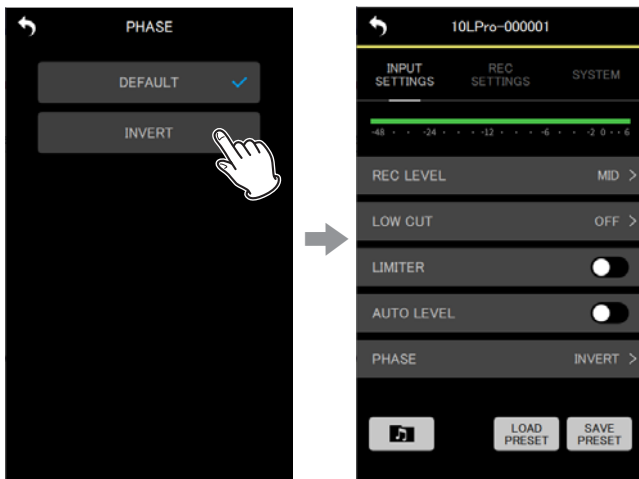 PHASE
DEFAULT
INVERT
10LPro-000001
INPUT
SETTINGS
REC
SETTINGS
SYSTEM
-48 · · -24 · · · -12 · · · -6 · · -2 0 · · 6
REC LEVEL MID >
LOW CUT OFF >
LIMITER
AUTO LEVEL
PHASE INVERT >
LOAD
PRESET
SAVE
PRESET